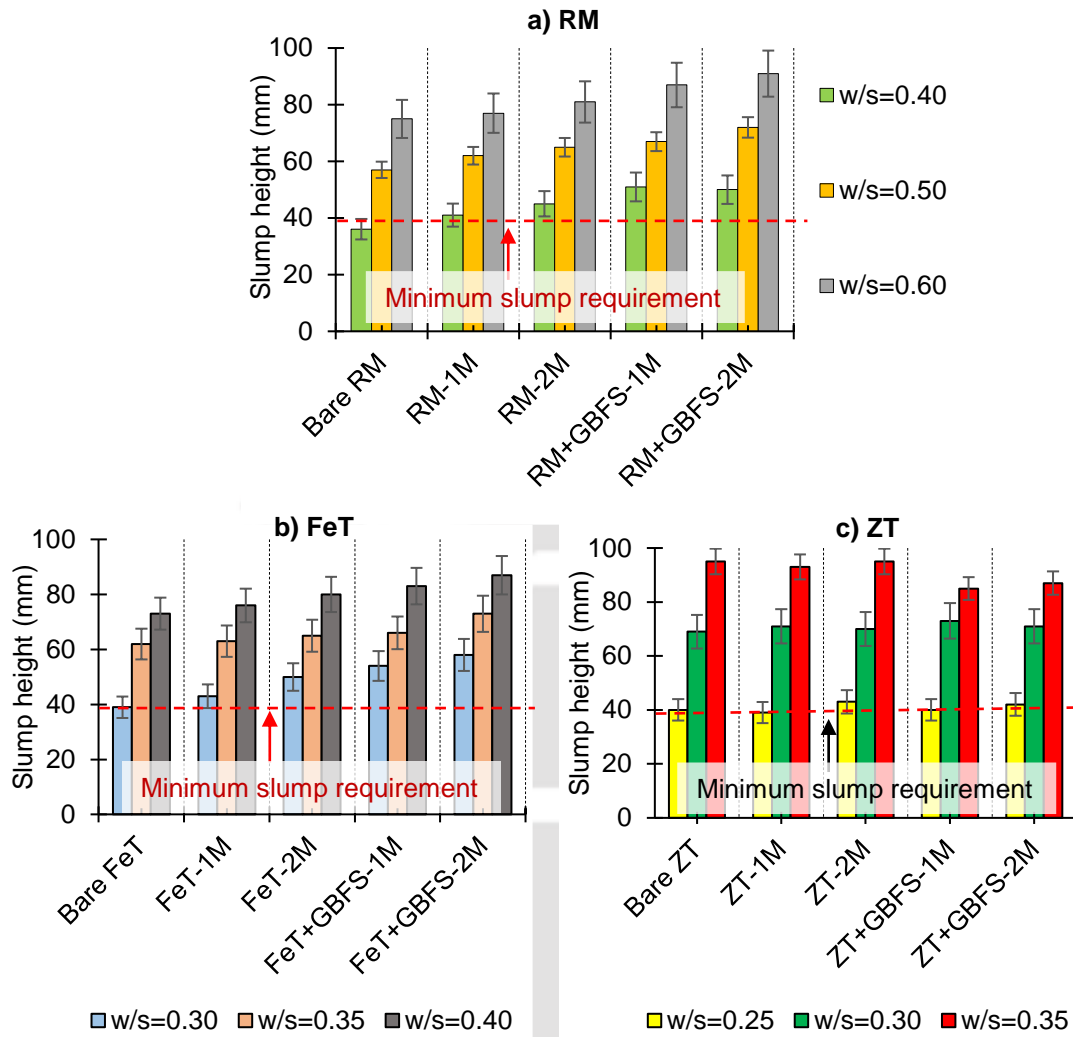 a) RM
Slump height (mm)
100
80
60
40
20
0
Minimum slump requirement
Bare RM
RM-1M
RM-2M
RM+GBFS-1M
RM+GBFS-2M
w/s=0.40
w/s=0.50
w/s=0.60
b) FeT
Slump height (mm)
100
80
60
40
20
0
Minimum slump requirement
Bare FeT
FeT-1M
FeT-2M
FeT+GBFS-1M
FeT+GBFS-2M
w/s=0.30
w/s=0.35
w/s=0.40
c) ZT
Slump height (mm)
100
80
60
40
20
0
Minimum slump requirement
Bare ZT
ZT-1M
ZT-2M
ZT+GBFS-1M
ZT+GBFS-2M
w/s=0.25
w/s=0.30
w/s=0.35